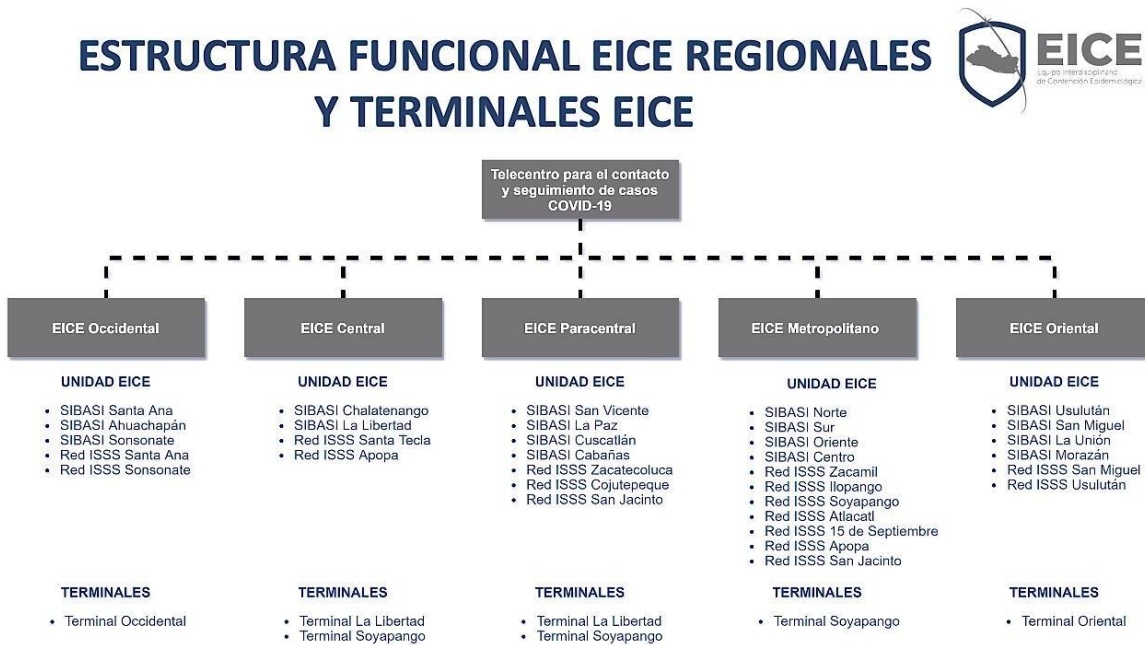 ESTRUCTURA FUNCIONAL EICE REGIONALES
Y TERMINALES EICE
EICE
Equipo Interdisciplinario
de Contención Epidemiológica
Telecentro para el contacto
y seguimiento de casos
COVID-19
EICE Occidental
UNIDAD EICE
• SIBASI Santa Ana
• SIBASI Ahuachapán
• SIBASI Sonsonate
• Red ISSS Santa Ana
• Red ISSS Sonsonate
TERMINALES
• Terminal Occidental
EICE Central
UNIDAD EICE
• SIBASI Chalatenango
• SIBASI La Libertad
• Red ISSS Santa Tecla
• Red ISSS Apopa
TERMINALES
• Terminal La Libertad
• Terminal Soyapango
EICE Paracentral
UNIDAD EICE
• SIBASI San Vicente
• SIBASI La Paz
• SIBASI Cuscatlán
• SIBASI Cabañas
• Red ISSS Zacatecoluca
• Red ISSS Cojutepeque
• Red ISSS San Jacinto
TERMINALES
• Terminal La Libertad
• Terminal Soyapango
EICE Metropolitano
UNIDAD EICE
• SIBASI Norte
• SIBASI Sur
• SIBASI Oriente
• SIBASI Centro
• Red ISSS Zacamil
• Red ISSS Ilopango
• Red ISSS Soyapango
• Red ISSS Atlacatl
• Red ISSS 15 de Septiembre
• Red ISSS Apopa
• Red ISSS San Jacinto
TERMINALES
• Terminal Soyapango
EICE Oriental
UNIDAD EICE
• SIBASI Usulután
• SIBASI San Miguel
• SIBASI La Unión
• SIBASI Morazán
• Red ISSS San Miguel
• Red ISSS Usulután
TERMINALES
• Terminal Oriental